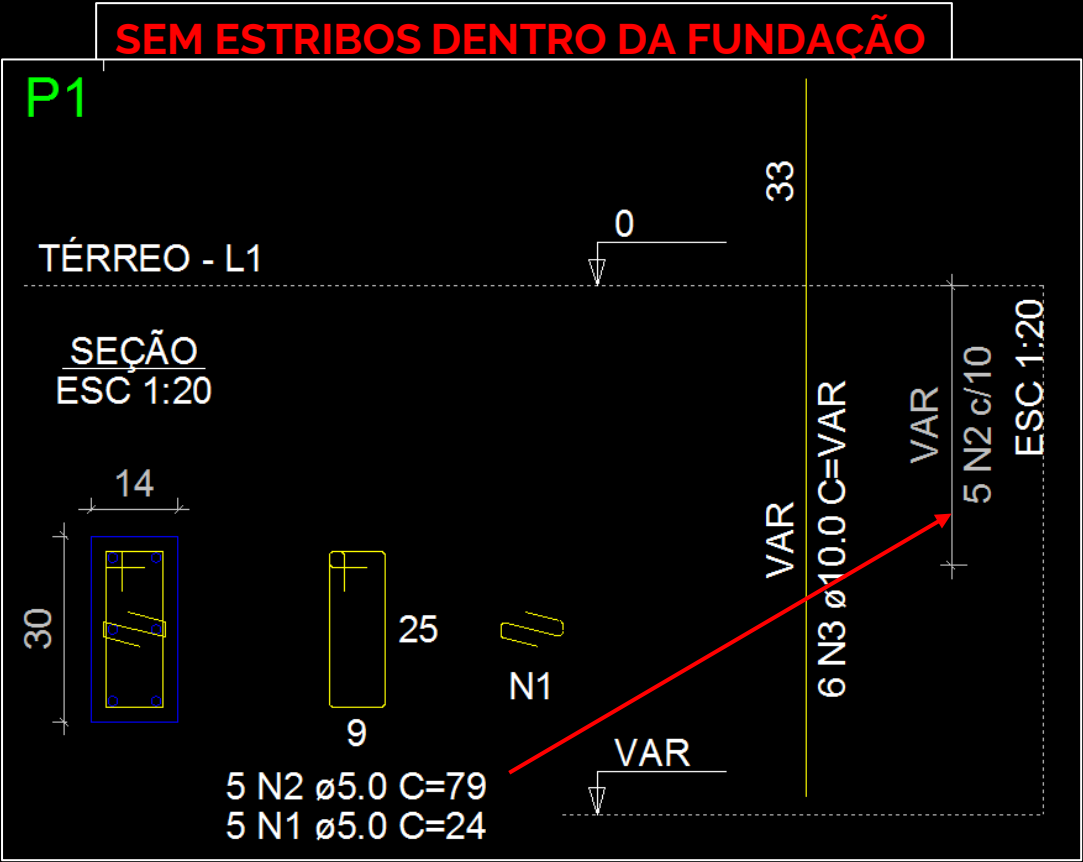 SEM ESTRIBOS DENTRO DA FUNDAÇÃO
P1
33
0
TÉRREO - L1
SEÇÃO
ESC 1:20
14
30
25
9
N1
5 N2 ø5.0 C=79
5 N1 ø5.0 C=24
VAR
VAR
6 N3 ø10.0 C=VAR
VAR
5 N2 c/10
ESC 1:20